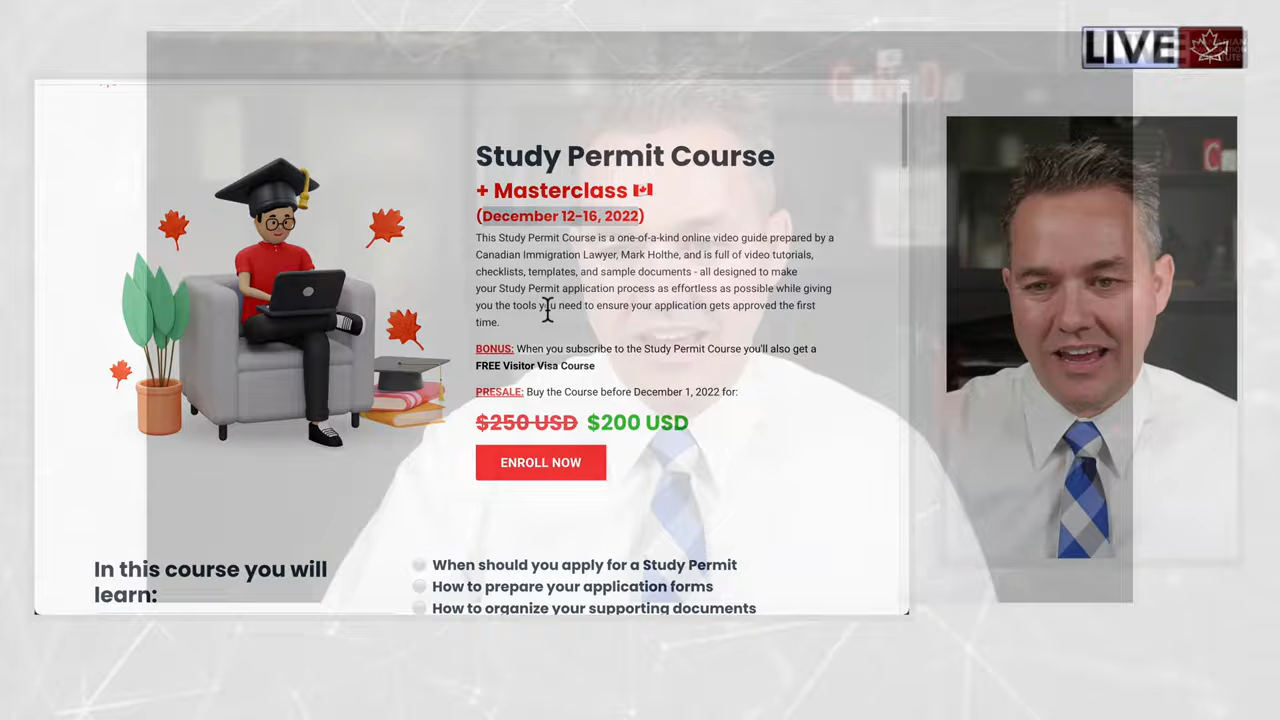 LIVE
Study Permit Course
+ Masterclass
(December 12-16, 2022)
This Study Permit Course is a one-of-a-kind online video guide prepared by a
Canadian Immigration Lawyer, Mark Holthe, and is full of video tutorials,
checklists, templates, and sample documents - all designed to make
your Study Permit application process as effortless as possible while giving
you the tools you need to ensure your application gets approved the first
time.
BONUS: When you subscribe to the Study Permit Course you'll also get a
FREE Visitor Visa Course
PRESALE: Buy the Course before December 1, 2022 for:
$250 USD $200 USD
ENROLL NOW
In this course you will
learn:
When should you apply for a Study Permit
How to prepare your application forms
How to organize your supporting documents